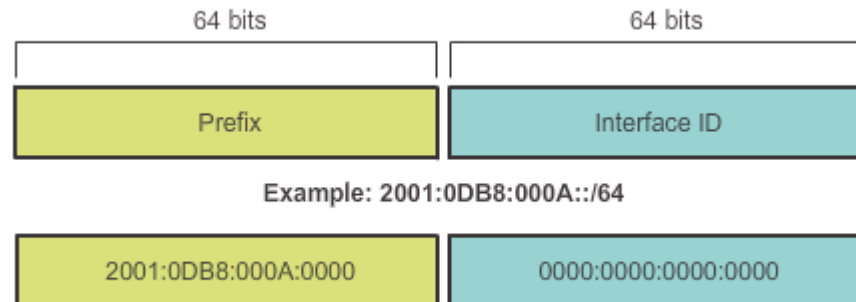 64 bits 64 bits
Prefix Interface ID
Example: 2001:0DB8:000A::/64
2001:0DB8:000A:0000 0000:0000:0000:0000